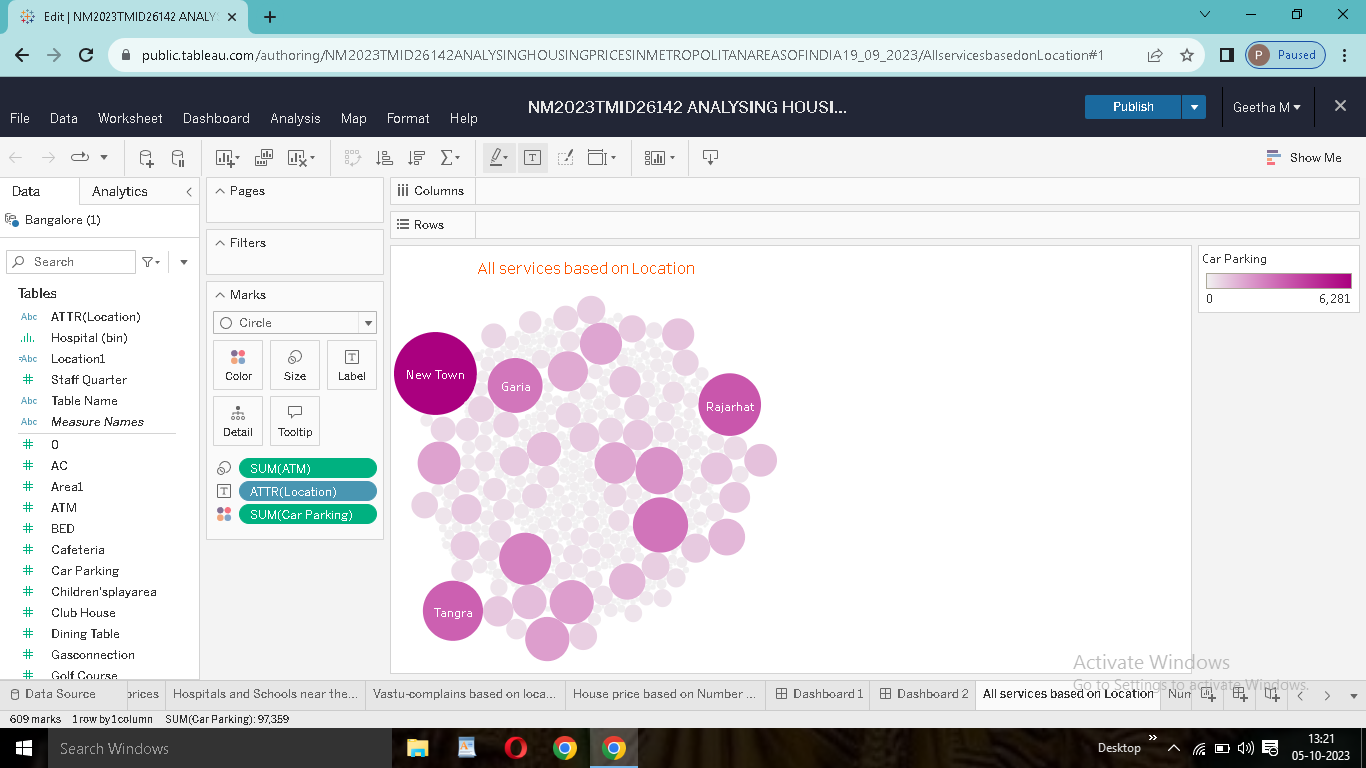 Edit | NM2023TMID26142 ANALYS
public.tableau.com/authoring/NM2023TMID26142ANALYSINGHOUSINGPRICESINMETROPOLITANAREASOFINDIA19_09_2023/AllservicesbasedonLocation#1
P Paused
NM2023TMID26142 ANALYSING HOUSI...
Publish
Geetha M
File Data Worksheet Dashboard Analysis Map Format Help
Show Me
Data Analytics
Pages
Columns
Bangalore (1)
Rows
Filters
Search
Tables
Abc ATTR(Location)
Hospital (bin)
=Abc Location1
# Staff Quarter
Abc Table Name
Abc Measure Names
# 0
# AC
# Area1
# ATM
# BED
# Cafeteria
# Car Parking
# Children'splayarea
# Club House
# Dining Table
# Gasconnection
# Golf Course
Marks
Circle
Color Size Label
Detail Tooltip
SUM(ATM)
ATTR(Location)
SUM(Car Parking)
All services based on Location
New Town
Garia
Rajarhat
Tangra
Car Parking
0 6,281
Activate Windows
Go to Settings to activate Windows.
Data Source prices Hospitals and Schools near the... Vastu-complains based on loca... House price based on Number ... Dashboard 1 Dashboard 2 All services based on Location Num
609 marks 1 row by 1 column SUM(Car Parking): 97,359
Search Windows
Desktop
13:21
05-10-2023